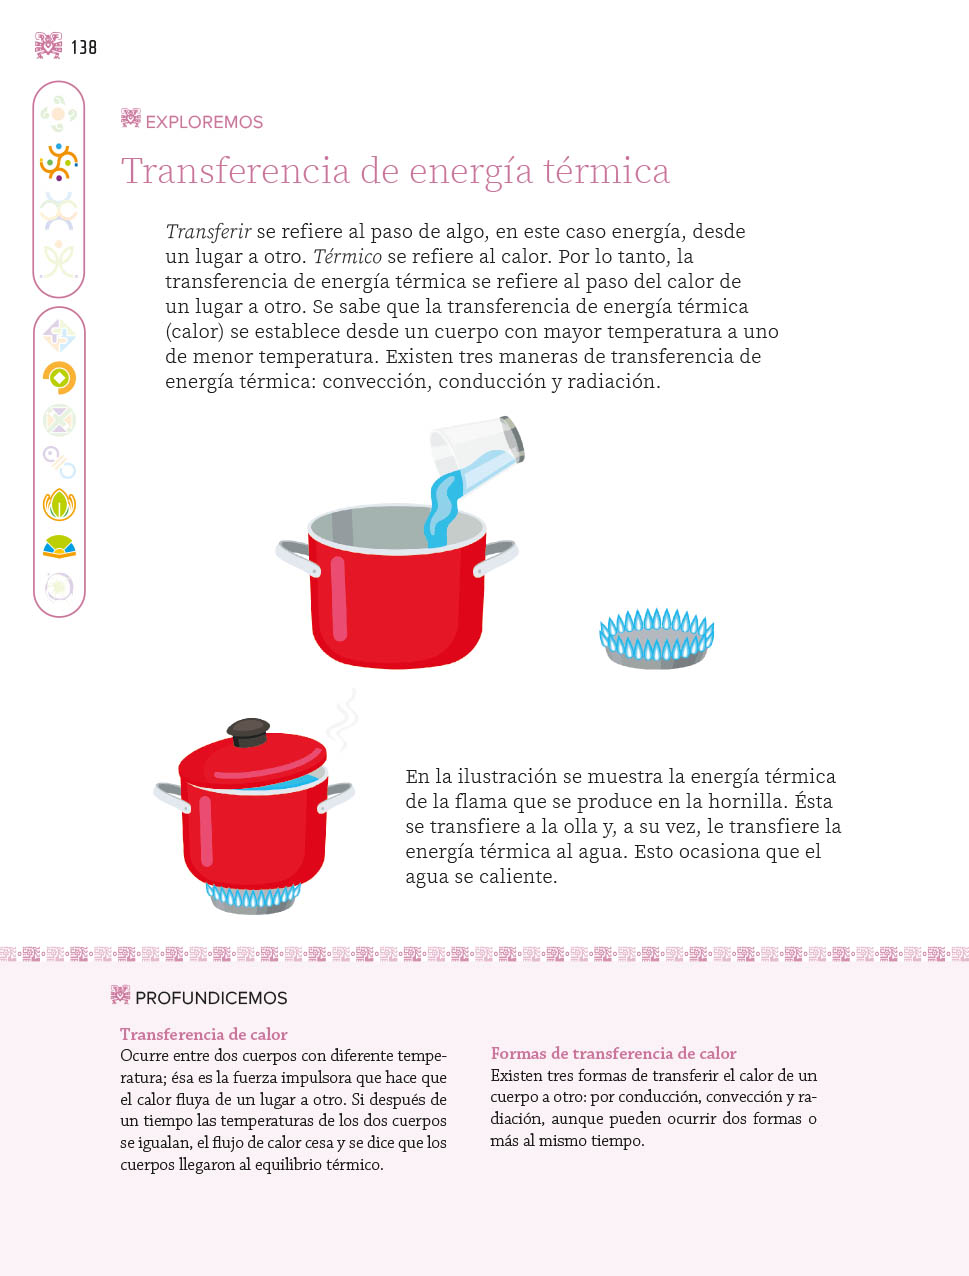 138
EXPLOREMOS
Transferencia de energía térmica
Transferir se refiere al paso de algo, en este caso energía, desde
un lugar a otro. Térmico se refiere al calor. Por lo tanto, la
transferencia de energía térmica se refiere al paso del calor de
un lugar a otro. Se sabe que la transferencia de energía térmica
(calor) se establece desde un cuerpo con mayor temperatura a uno
de menor temperatura. Existen tres maneras de transferencia de
energía térmica: convección, conducción y radiación.
En la ilustración se muestra la energía térmica
de la flama que se produce en la hornilla. Ésta
se transfiere a la olla y, a su vez, le transfiere la
energía térmica al agua. Esto ocasiona que el
agua se caliente.
PROFUNDICEMOS
Transferencia de calor
Ocurre entre dos cuerpos con diferente tempe-
ratura; ésa es la fuerza impulsora que hace que
el calor fluya de un lugar a otro. Si después de
un tiempo las temperaturas de los dos cuerpos
se igualan, el flujo de calor cesa y se dice que los
cuerpos llegaron al equilibrio térmico.
Formas de transferencia de calor
Existen tres formas de transferir el calor de un
cuerpo a otro: por conducción, convección y ra-
diación, aunque pueden ocurrir dos formas o
más al mismo tiempo.